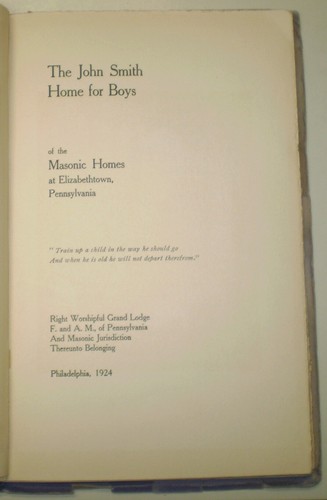 The John Smith
Home for Boys
of the
Masonic Homes
at Elizabethtown,
Pennsylvania
"Train up a child in the way he should go
And when he is old he will not depart therefrom."
Right Worshipful Grand Lodge
F. and A. M., of Pennsylvania
And Masonic Jurisdiction
Thereunto Belonging
Philadelphia, 1924